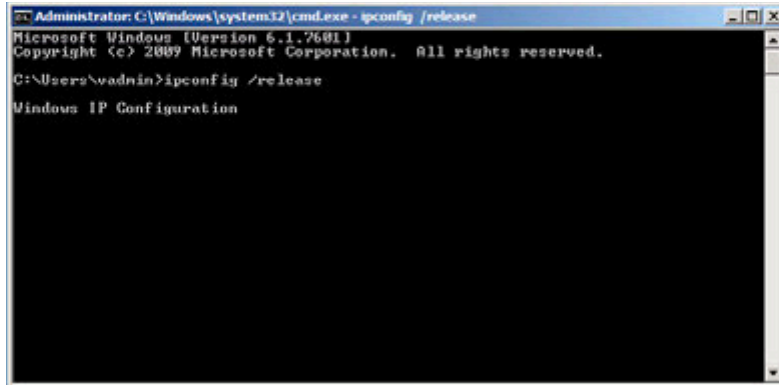 Administrator: C:\Windows\system32\cmd.exe - ipconfig /release
Microsoft Windows [Version 6.1.7601]
Copyright (c) 2009 Microsoft Corporation.  All rights reserved.
C:\Users\vadmin>ipconfig /release
Windows IP Configuration